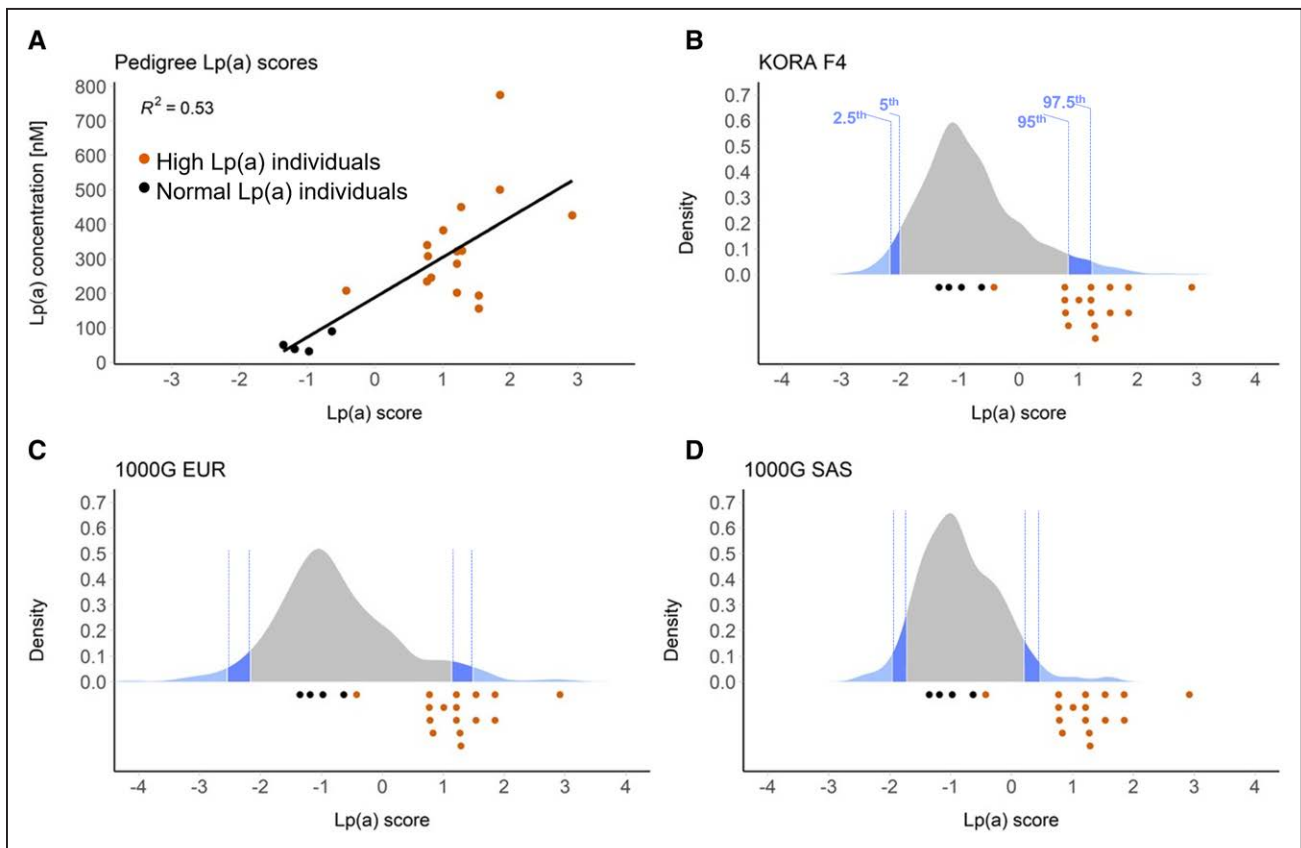 A
Pedigree Lp(a) scores
R² = 0.53
High Lp(a) individuals
Normal Lp(a) individuals
Lp(a) concentration [nM]
800
700
600
500
400
300
200
100
0
-3 -2 -1 0 1 2 3
Lp(a) score
B
KORA F4
2.5th 5th 95th 97.5th
Density
0.7
0.6
0.5
0.4
0.3
0.2
0.1
0.0
-4 -3 -2 -1 0 1 2 3 4
Lp(a) score
C
1000G EUR
Density
0.7
0.6
0.5
0.4
0.3
0.2
0.1
0.0
-4 -3 -2 -1 0 1 2 3 4
Lp(a) score
D
1000G SAS
Density
0.7
0.6
0.5
0.4
0.3
0.2
0.1
0.0
-4 -3 -2 -1 0 1 2 3 4
Lp(a) score